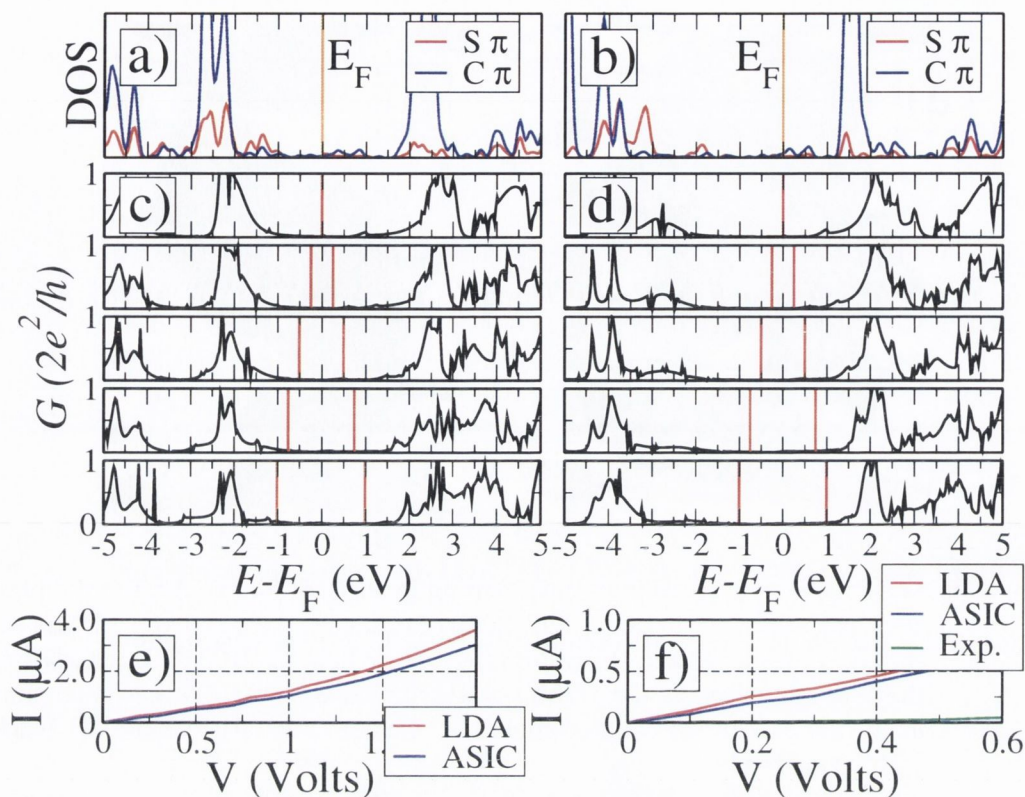 DOS
a)
E_F
S π
C π
b)
E_F
S π
C π
G (2e²/h)
1
c)
d)
1
1
1
1
0
-5 -4 -3 -2 -1 0 1 2 3 4 5
-5 -4 -3 -2 -1 0 1 2 3 4 5
E-E_F (eV)
E-E_F (eV)
I (μA)
4.0
2.0
0
e)
LDA
ASIC
0 0.5 1 1.
V (Volts)
I (μA)
1.0
0.5
0
f)
LDA
ASIC
Exp.
0 0.2 0.4 0.6
V (Volts)